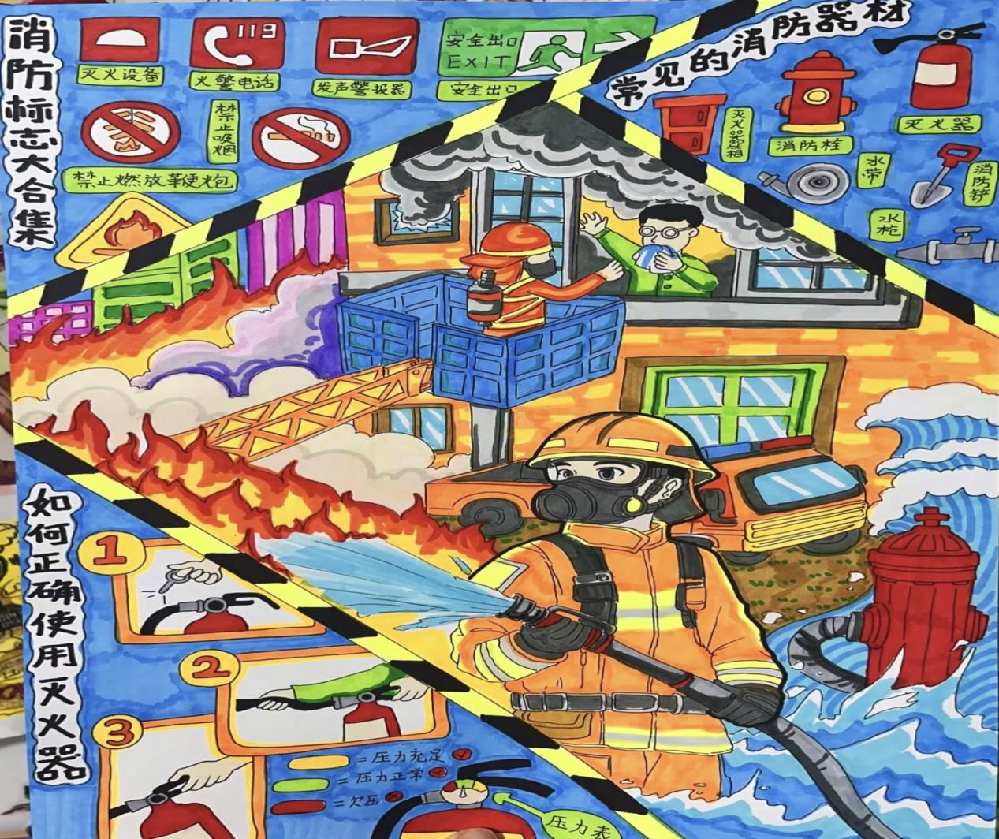 消防标志大合集
119
灭火设备
火警电话
发声警报器
安全出口
EXIT
安全出口
禁止吸烟
禁止燃放鞭炮
常见的消防器材
灭火器箱
消防栓
灭火器
水带
消防铲
水枪
如何正确使用灭火器
1
2
3
=压力充足
=压力正常
=欠压
压力表